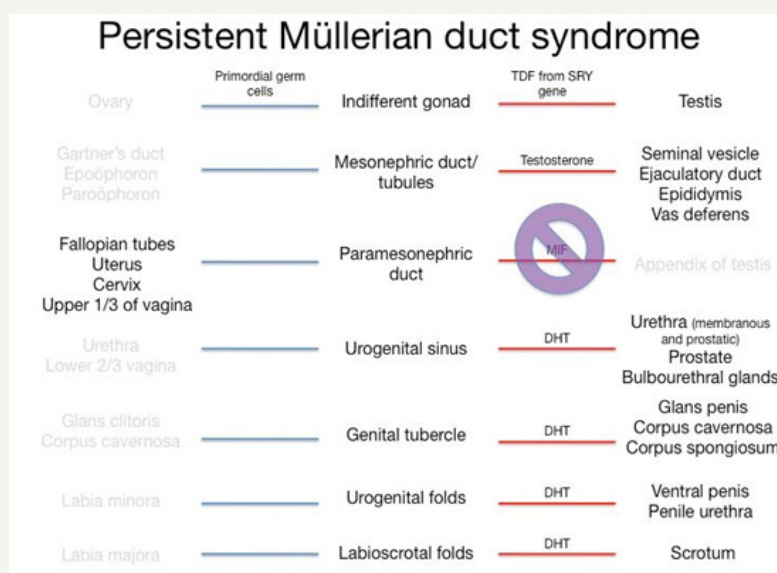 Persistent Müllerian duct syndrome
Ovary
Primordial germ
cells
Indifferent gonad
TDF from SRY
gene
Testis
Gartner's duct
Epoöphoron
Paroöphoron
Mesonephric duct/
tubules
Testosterone
Seminal vesicle
Ejaculatory duct
Epididymis
Vas deferens
Fallopian tubes
Uterus
Cervix
Upper 1/3 of vagina
Paramesonephric
duct
MIF
Appendix of testis
Urethra
Lower 2/3 vagina
Urogenital sinus
DHT
Urethra (membranous
and prostatic)
Prostate
Bulbourethral glands
Glans clitoris
Corpus cavernosa
Genital tubercle
DHT
Glans penis
Corpus cavernosa
Corpus spongiosum
Labia minora
Urogenital folds
DHT
Ventral penis
Penile urethra
Labia majora
Labioscrotal folds
DHT
Scrotum